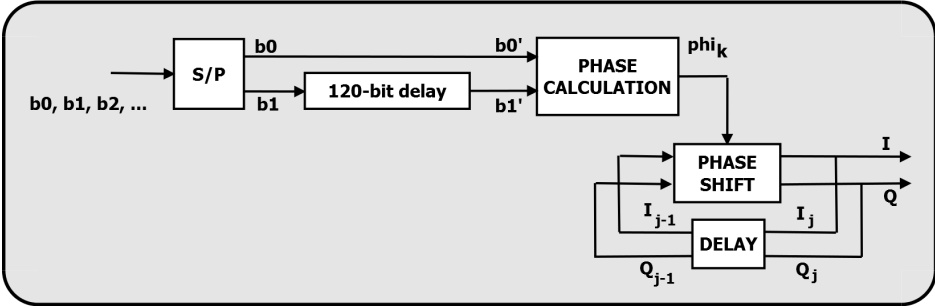 b0, b1, b2, ...
S/P
b0
b1
120-bit delay
b0'
b1'
PHASE
CALCULATION
phi k
PHASE
SHIFT
I
Q
I j-1
I j
DELAY
Q j-1
Q j